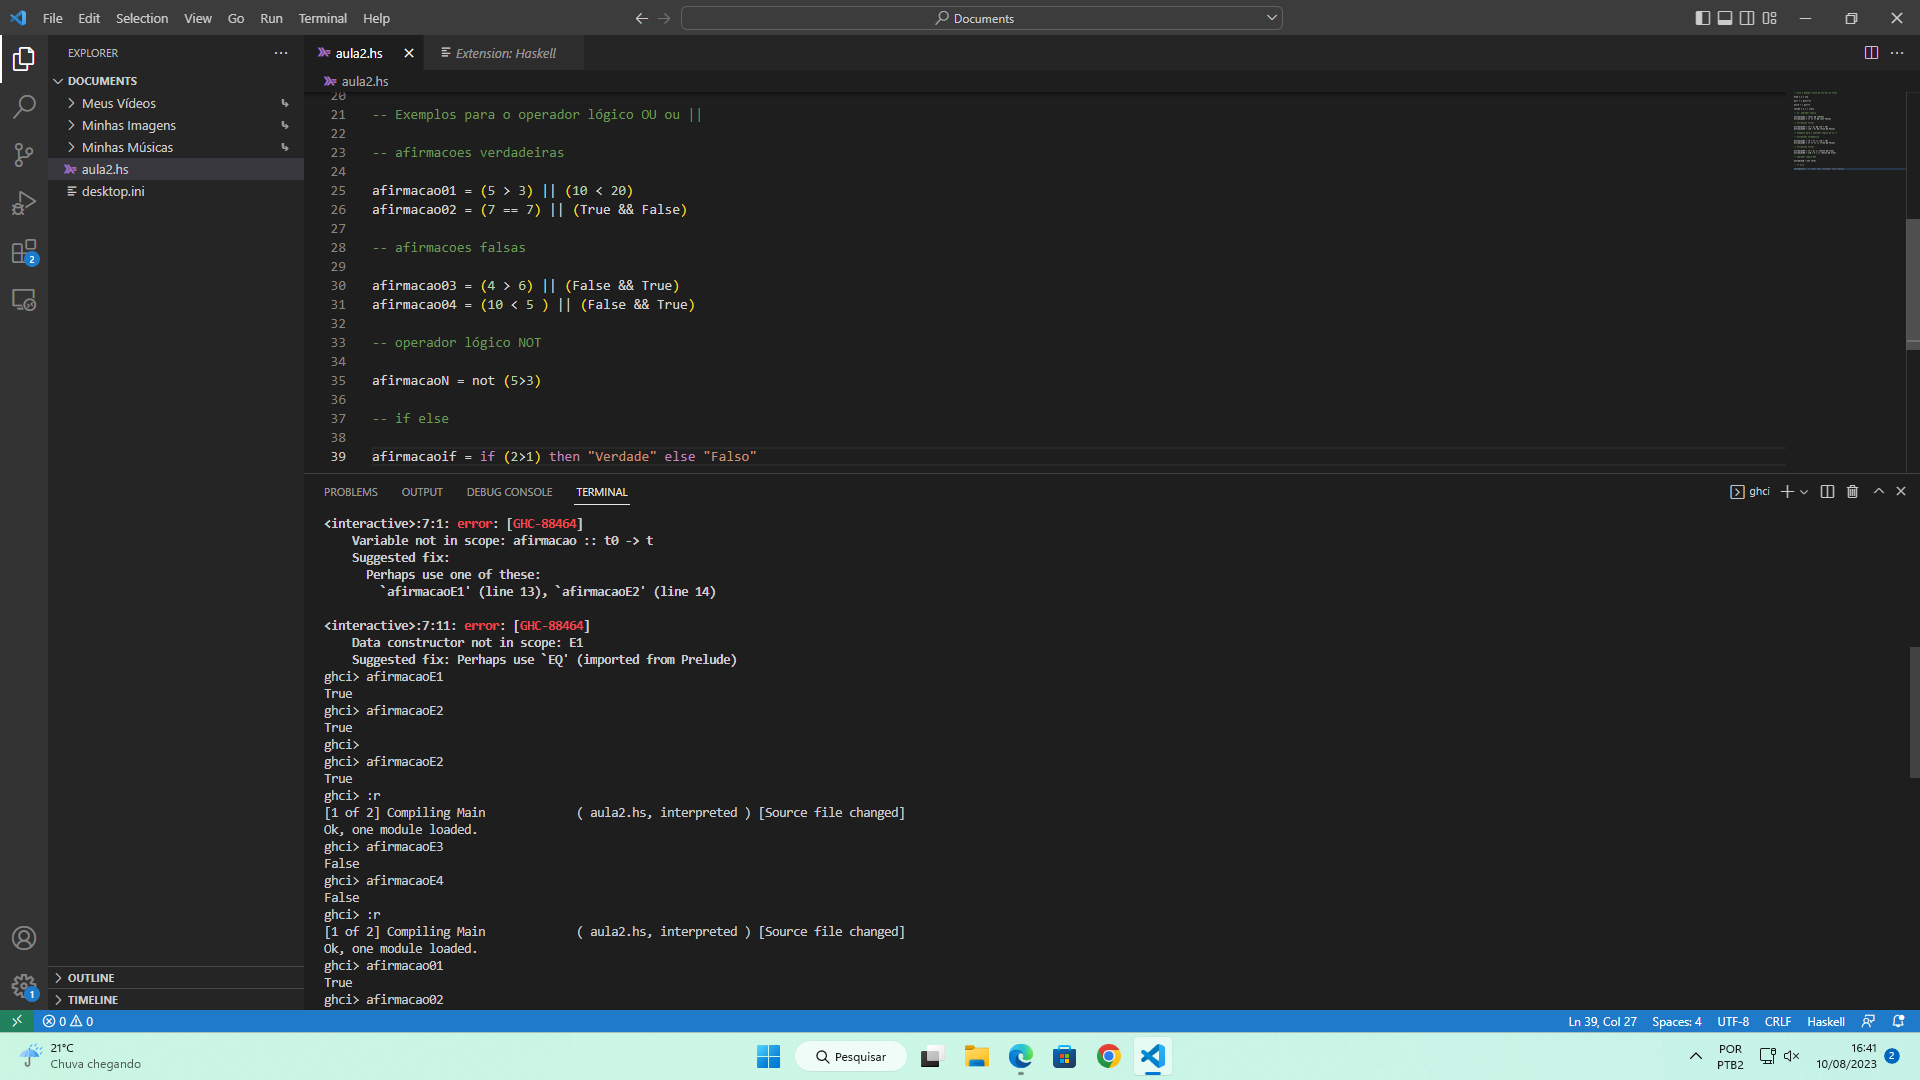 File Edit Selection View Go Run Terminal Help
Documents
EXPLORER
DOCUMENTS
Meus Vídeos
Minhas Imagens
Minhas Músicas
aula2.hs
desktop.ini
OUTLINE
TIMELINE
aula2.hs
Extension: Haskell
aula2.hs
20
21 -- Exemplos para o operador lógico OU ou ||
22
23 -- afirmacoes verdadeiras
24
25 afirmacao01 = (5 > 3) || (10 < 20)
26 afirmacao02 = (7 == 7) || (True && False)
27
28 -- afirmacoes falsas
29
30 afirmacao03 = (4 > 6) || (False && True)
31 afirmacao04 = (10 < 5 ) || (False && True)
32
33 -- operador lógico NOT
34
35 afirmacaoN = not (5>3)
36
37 -- if else
38
39 afirmacaoif = if (2>1) then "Verdade" else "Falso"
PROBLEMS OUTPUT DEBUG CONSOLE TERMINAL
ghci
<interactive>:7:1: error: [GHC-88464]
Variable not in scope: afirmacao :: t0 -> t
Suggested fix:
Perhaps use one of these:
`afirmacaoE1' (line 13), `afirmacaoE2' (line 14)
<interactive>:7:11: error: [GHC-88464]
Data constructor not in scope: E1
Suggested fix: Perhaps use `EQ' (imported from Prelude)
ghci> afirmacaoE1
True
ghci> afirmacaoE2
True
ghci>
ghci> afirmacaoE2
True
ghci> :r
[1 of 2] Compiling Main ( aula2.hs, interpreted ) [Source file changed]
Ok, one module loaded.
ghci> afirmacaoE3
False
ghci> afirmacaoE4
False
ghci> :r
[1 of 2] Compiling Main ( aula2.hs, interpreted ) [Source file changed]
Ok, one module loaded.
ghci> afirmacao01
True
ghci> afirmacao02
2
1
0 0
Ln 39, Col 27 Spaces: 4 UTF-8 CRLF Haskell
21°C
Chuva chegando
Pesquisar
POR
PTB2
16:41
10/08/2023
2